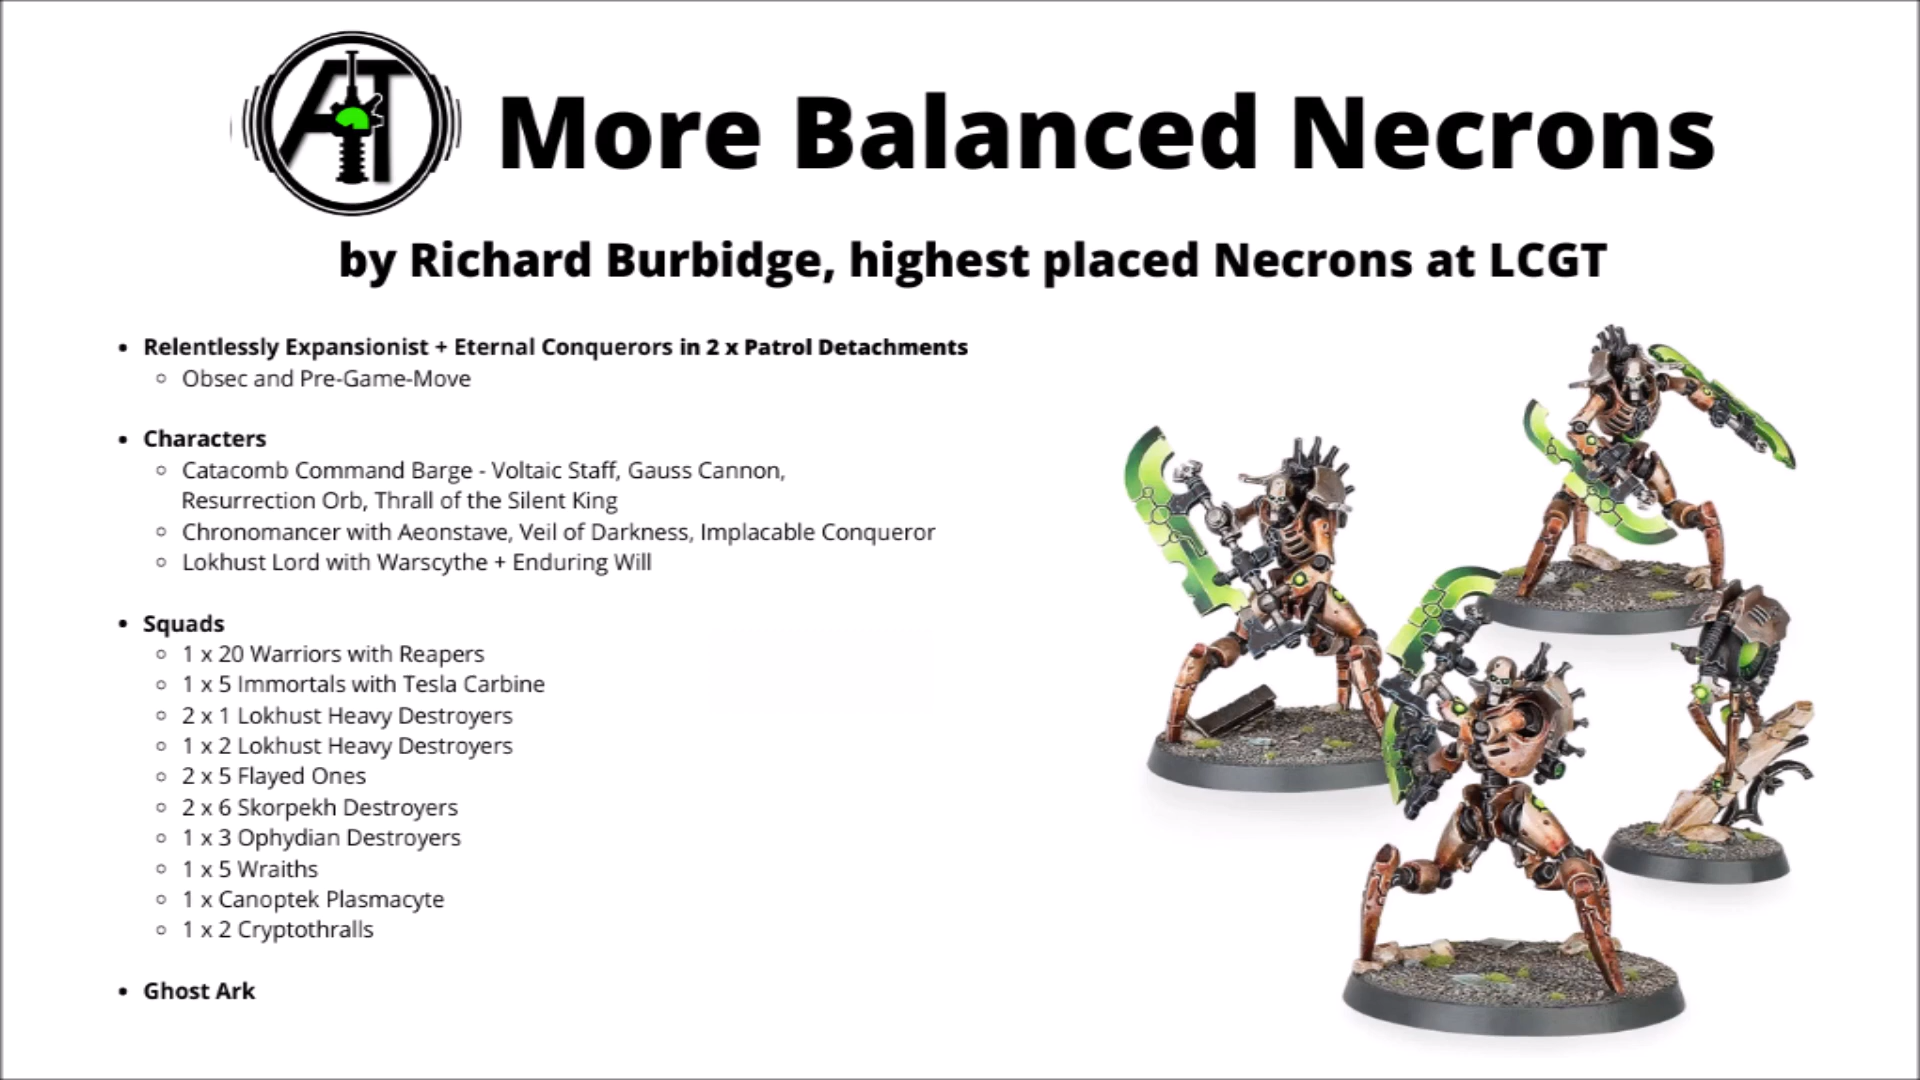 AT
More Balanced Necrons
by Richard Burbidge, highest placed Necrons at LCGT
• Relentlessly Expansionist + Eternal Conquerors in 2 x Patrol Detachments
○ Obsec and Pre-Game-Move
• Characters
○ Catacomb Command Barge - Voltaic Staff, Gauss Cannon,
Resurrection Orb, Thrall of the Silent King
○ Chronomancer with Aeonstave, Veil of Darkness, Implacable Conqueror
○ Lokhust Lord with Warscythe + Enduring Will
• Squads
○ 1 x 20 Warriors with Reapers
○ 1 x 5 Immortals with Tesla Carbine
○ 2 x 1 Lokhust Heavy Destroyers
○ 1 x 2 Lokhust Heavy Destroyers
○ 2 x 5 Flayed Ones
○ 2 x 6 Skorpekh Destroyers
○ 1 x 3 Ophydian Destroyers
○ 1 x 5 Wraiths
○ 1 x Canoptek Plasmacyte
○ 1 x 2 Cryptothralls
• Ghost Ark